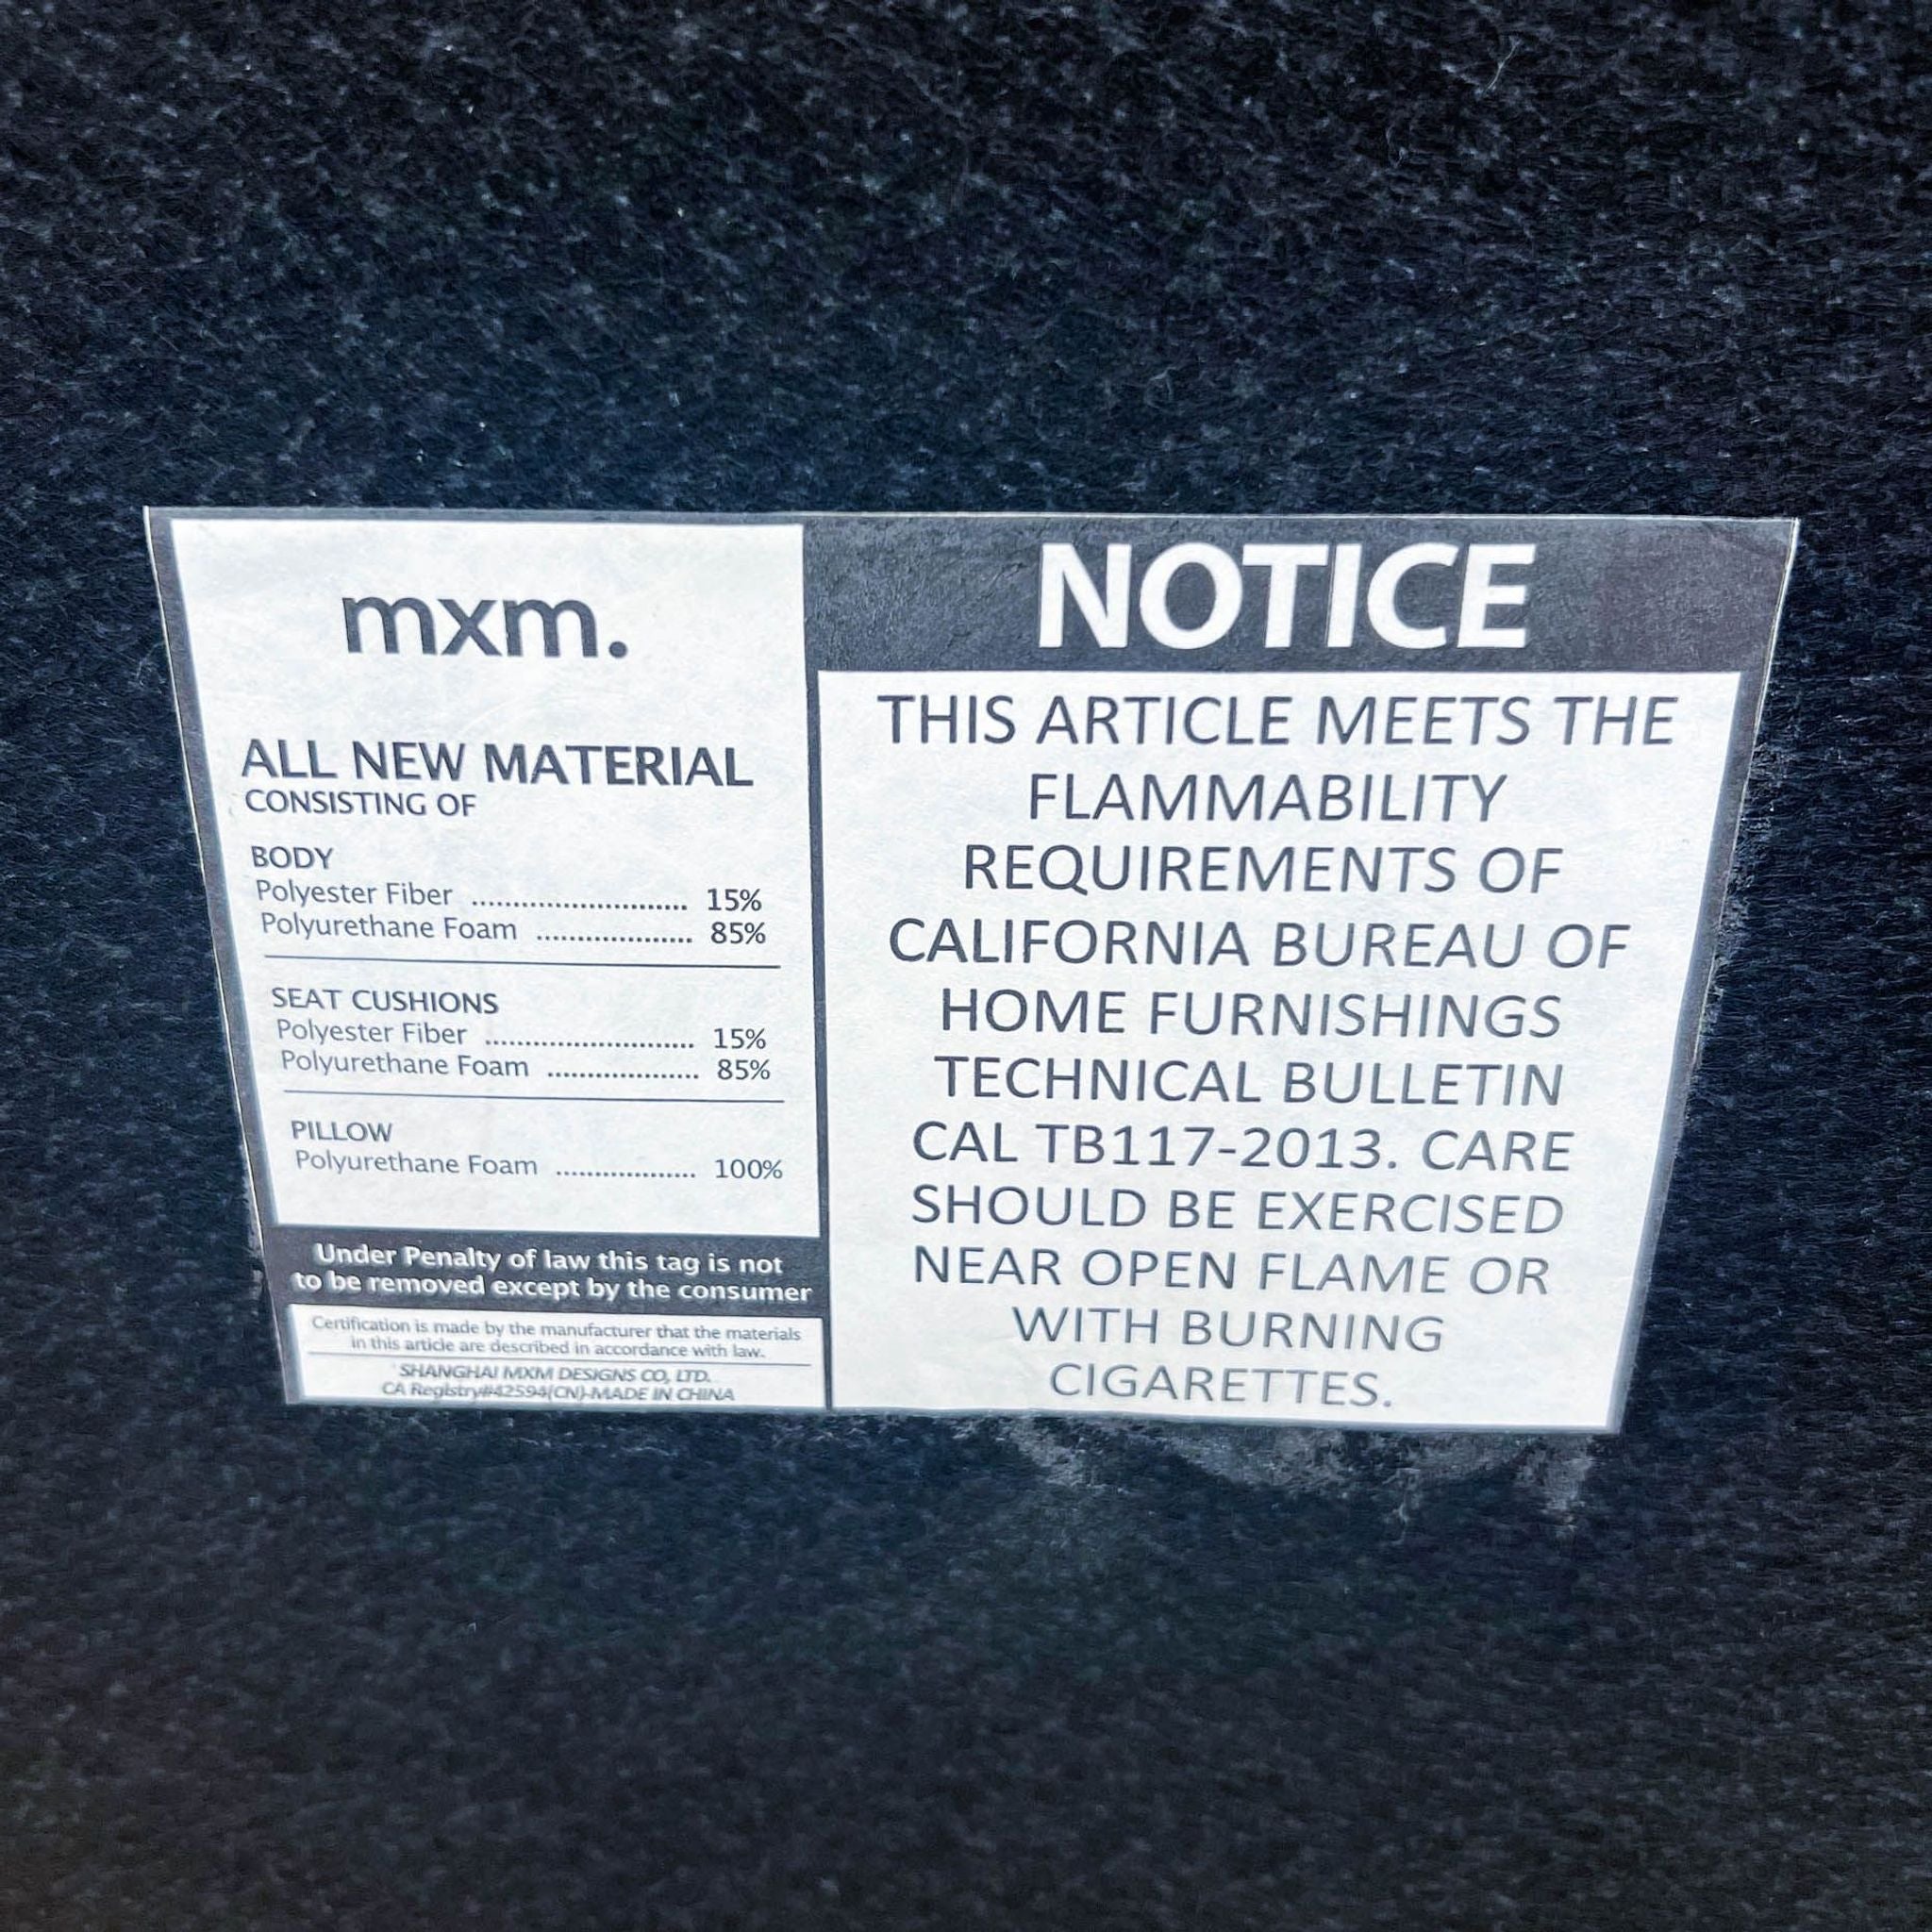 mxm.
ALL NEW MATERIAL
CONSISTING OF
BODY
Polyester Fiber .......................... 15%
Polyurethane Foam ................... 85%
SEAT CUSHIONS
Polyester Fiber ......................... 15%
Polyurethane Foam ................... 85%
PILLOW
Polyurethane Foam ................. 100%
Under Penalty of law this tag is not
to be removed except by the consumer
Certification is made by the manufacturer that the materials
in this article are described in accordance with law.
SHANGHAI MXM DESIGNS CO, LTD.
CA Registry#42594(CN)-MADE IN CHINA
NOTICE
THIS ARTICLE MEETS THE
FLAMMABILITY
REQUIREMENTS OF
CALIFORNIA BUREAU OF
HOME FURNISHINGS
TECHNICAL BULLETIN
CAL TB117-2013. CARE
SHOULD BE EXERCISED
NEAR OPEN FLAME OR
WITH BURNING
CIGARETTES.